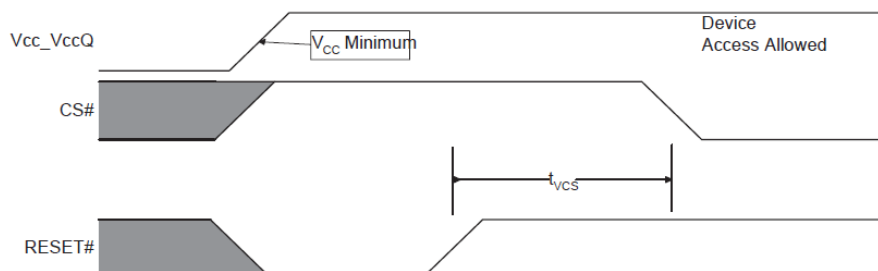 Vcc_VccQ
VCC Minimum
Device
Access Allowed
CS#
tVCS
RESET#